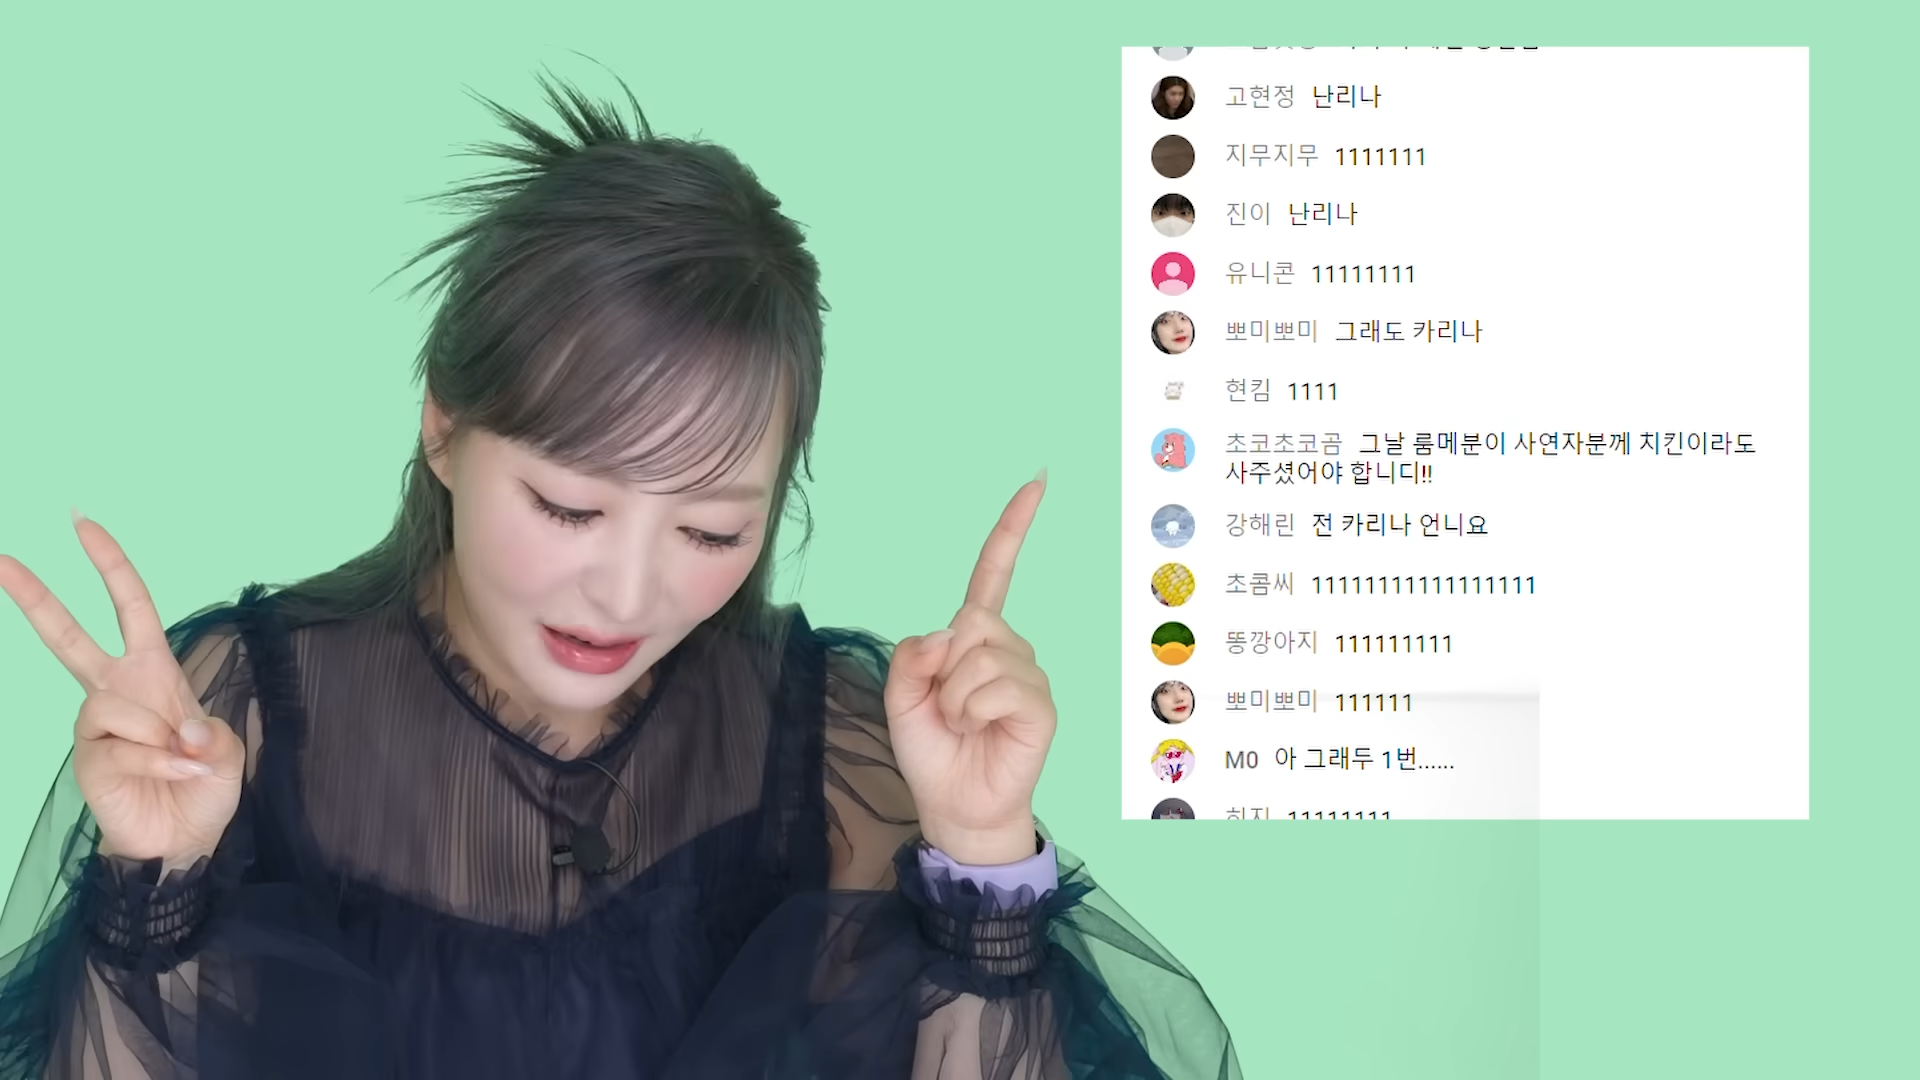 고현정 난리나
지무지무 1111111
진이 난리나
유니콘 11111111
뽀미뽀미 그래도 카리나
현킴 1111
초코초코곰 그날 룸메분이 사연자분께 치킨이라도
사주셨어야 합니디!!
강해린 전 카리나 언니요
초콤씨 11111111111111111
똥깡아지 111111111
뽀미뽀미 111111
M0 아 그래두 1번......